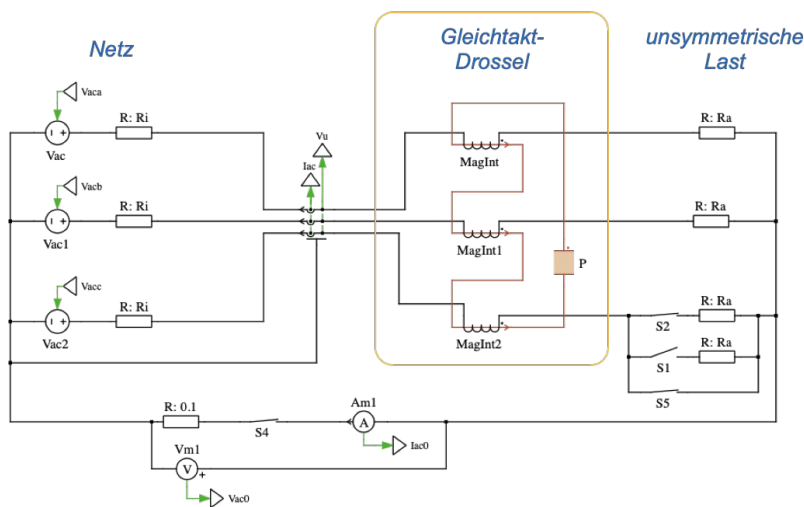 Netz
Gleichtakt-
Drossel
unsymmetrische
Last
Vaca
R: Ri
Vac
Vu
Iac
MagInt
R: Ra
Vacb
R: Ri
Vac1
MagInt1
R: Ra
P
Vacc
R: Ri
Vac2
MagInt2
S2
R: Ra
S1
R: Ra
S5
R: 0.1
S4
Am1
A
Iac0
Vm1
V
Vac0